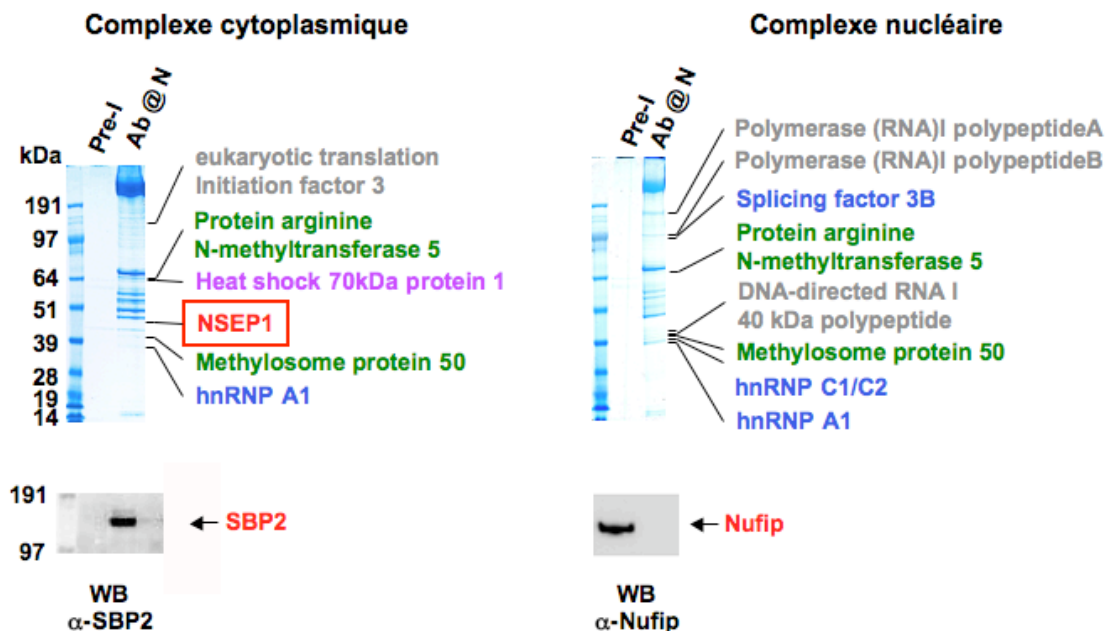 Complexe cytoplasmique
Pre-I
Ab @ N
kDa
191
97
64
51
39
28
19
14
eukaryotic translation
Initiation factor 3
Protein arginine
N-methyltransferase 5
Heat shock 70kDa protein 1
NSEP1
Methylosome protein 50
hnRNP A1
191
97
SBP2
WB
α-SBP2
Complexe nucléaire
Pre-I
Ab @ N
Polymerase (RNA)I polypeptideA
Polymerase (RNA)I polypeptideB
Splicing factor 3B
Protein arginine
N-methyltransferase 5
DNA-directed RNA I
40 kDa polypeptide
Methylosome protein 50
hnRNP C1/C2
hnRNP A1
Nufip
WB
α-Nufip